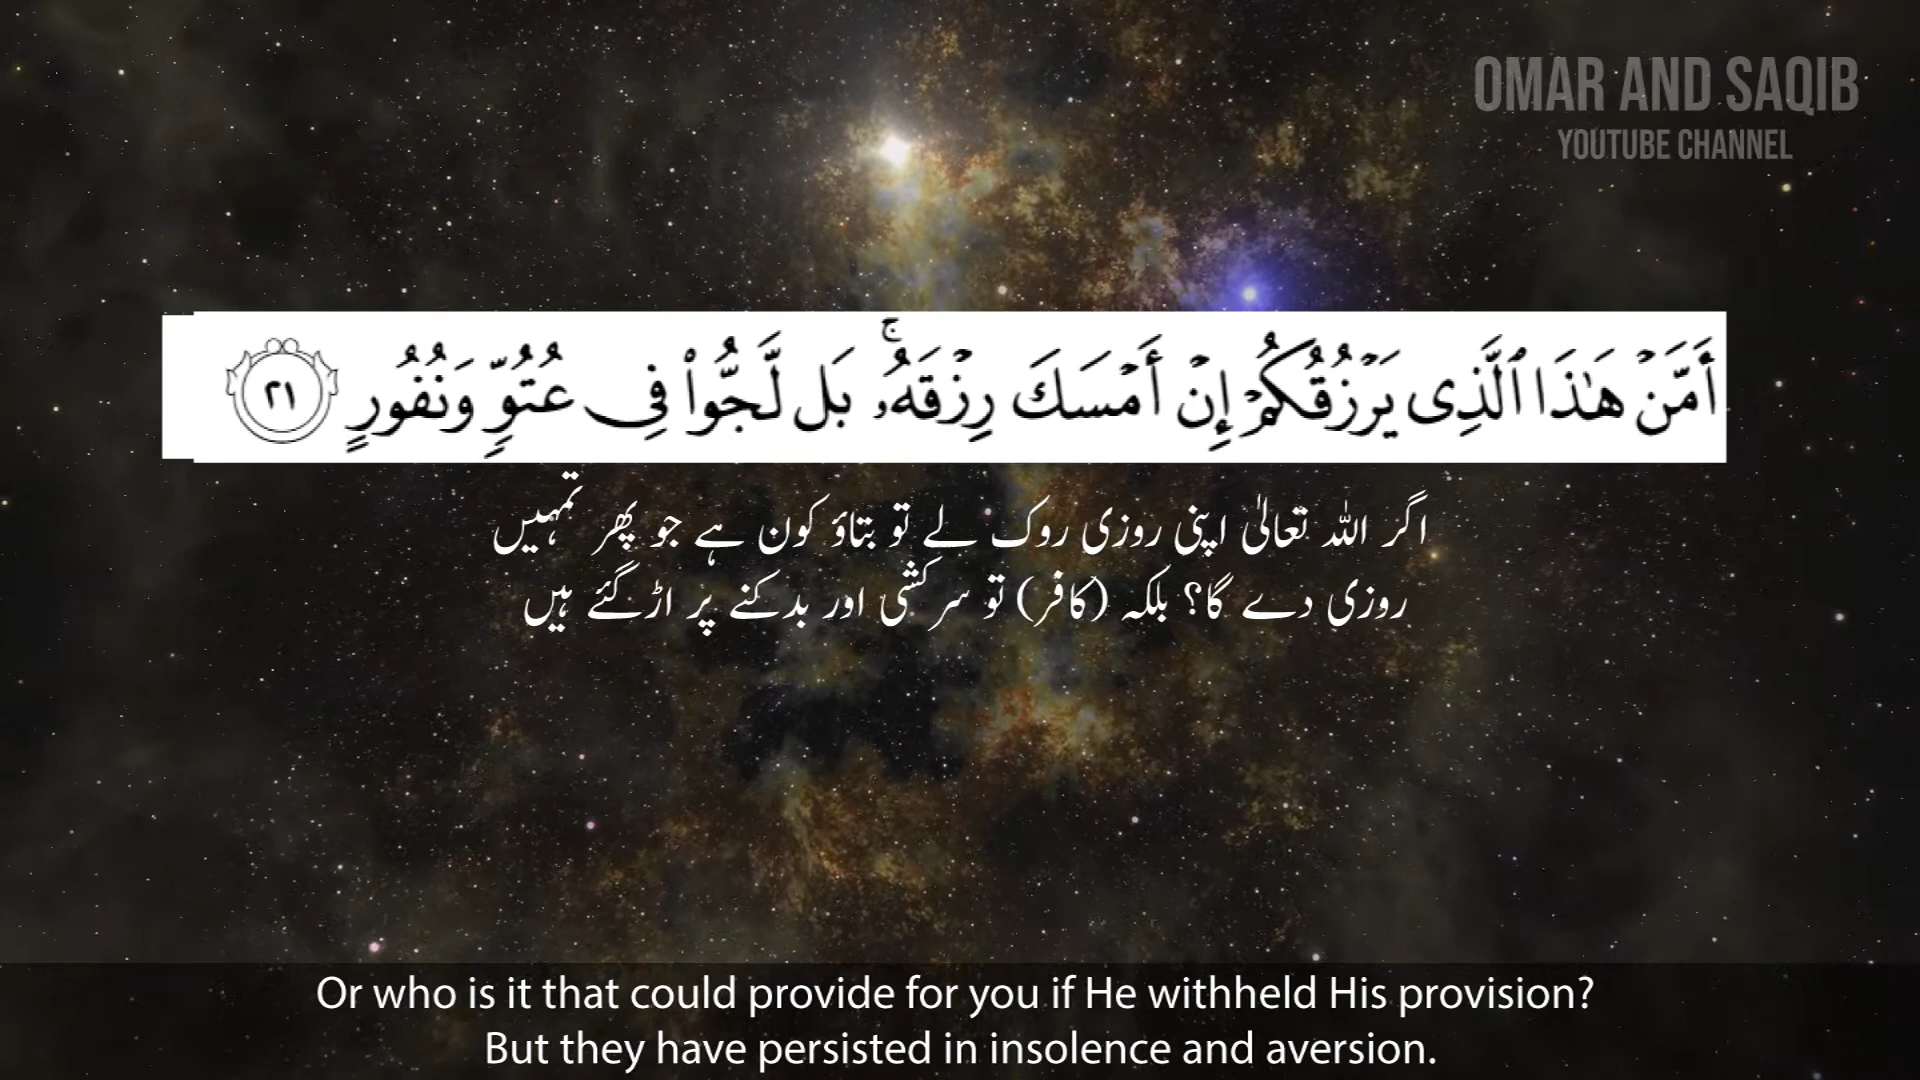 OMAR AND SAQIB
YOUTUBE CHANNEL
أَمَّنۡ هَٰذَا ٱلَّذِى يَرۡزُقُكُمۡ إِنۡ أَمۡسَكَ رِزۡقَهُۥۚ بَل لَّجُّوا۟ فِى عُتُوٍّ وَنُفُورٍ ٢١
اگر اللہ تعالیٰ اپنی روزی روک لے تو بتاؤ کون ہے جو پھر تمہیں
روزی دے گا؟ بلکہ (کافر) تو سرکشی اور بدکنے پر اڑگئے ہیں
Or who is it that could provide for you if He withheld His provision?
But they have persisted in insolence and aversion.